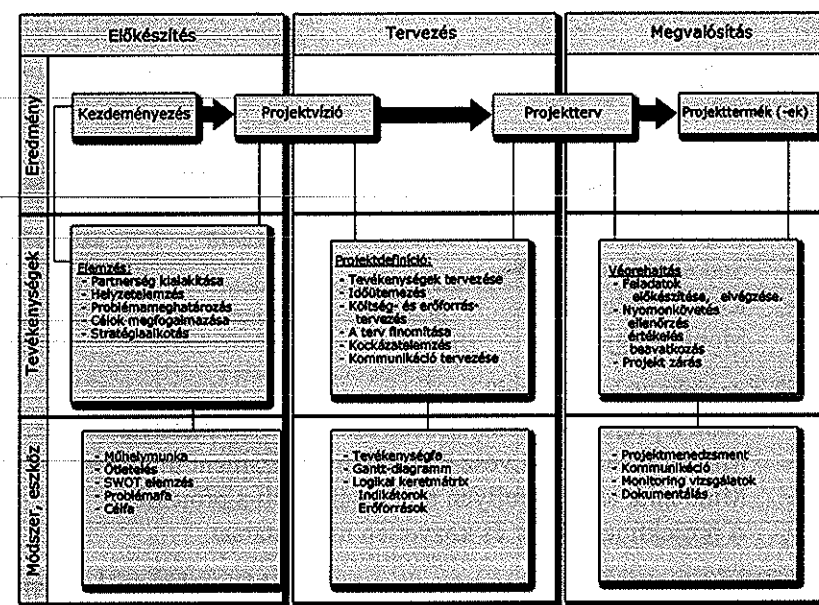 Előkészítés
Tervezés
Megvalósítás
Eredmény
Kezdeményezés
Projektvízió
Projektterv
Projekttermék (-ek)
Tevékenységek
Elemzés:
- Partnerség kialakítása
- Helyzetelemzés
- Problémameghatározás
- Célok megfogalmazása
- Stratégiaalkotás
Projektdefiníció:
- Tevékenységek tervezése
- Időütemezés
- Költség- és erőforrás-
tervezés
- A terv finomítása
- Kockázatelemzés
- Kommunikáció tervezése
Végrehajtás
- Feladatok
előkészítése, elvégzése.
- Nyomonkövetés
ellenőrzés
értékelés
beavatkozás
- Projekt zárás
Módszer, eszköz
- Műhelymunka
- Ötletelés
- SWOT elemzés
- Problémafa
- Célfa
- Tevékenységfa
- Gantt-diagramm
- Logikai keretmátrix
Indikátorok
Erőforrások
- Projektmenedzsment
- Kommunikéció
- Monitoring vizsgálatok
- Dokumentálás